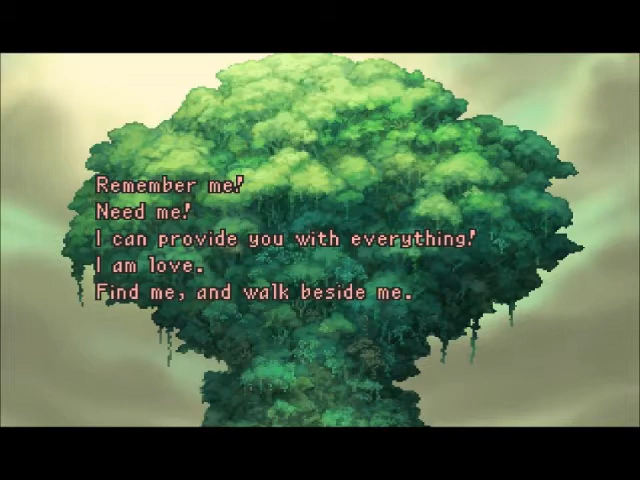 Remember me!
Need me!
I can provide you with everything!
I am love.
Find me, and walk beside me.